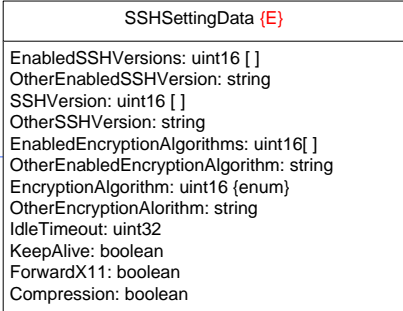 SSHSettingData {E}
EnabledSSHVersions: uint16 [ ]
OtherEnabledSSHVersion: string
SSHVersion: uint16 [ ]
OtherSSHVersion: string
EnabledEncryptionAlgorithms: uint16[ ]
OtherEnabledEncryptionAlgorithm: string
EncryptionAlgorithm: uint16 {enum}
OtherEncryptionAlorithm: string
IdleTimeout: uint32
KeepAlive: boolean
ForwardX11: boolean
Compression: boolean